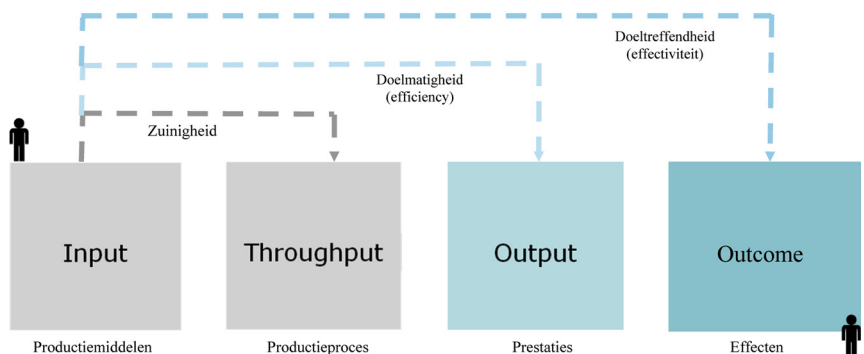 Doeltreffendheid
(effectiviteit)
Doelmatigheid
(efficiency)
Zuinigheid
Input
Throughput
Output
Outcome
Productiemiddelen
Productieproces
Prestaties
Effecten